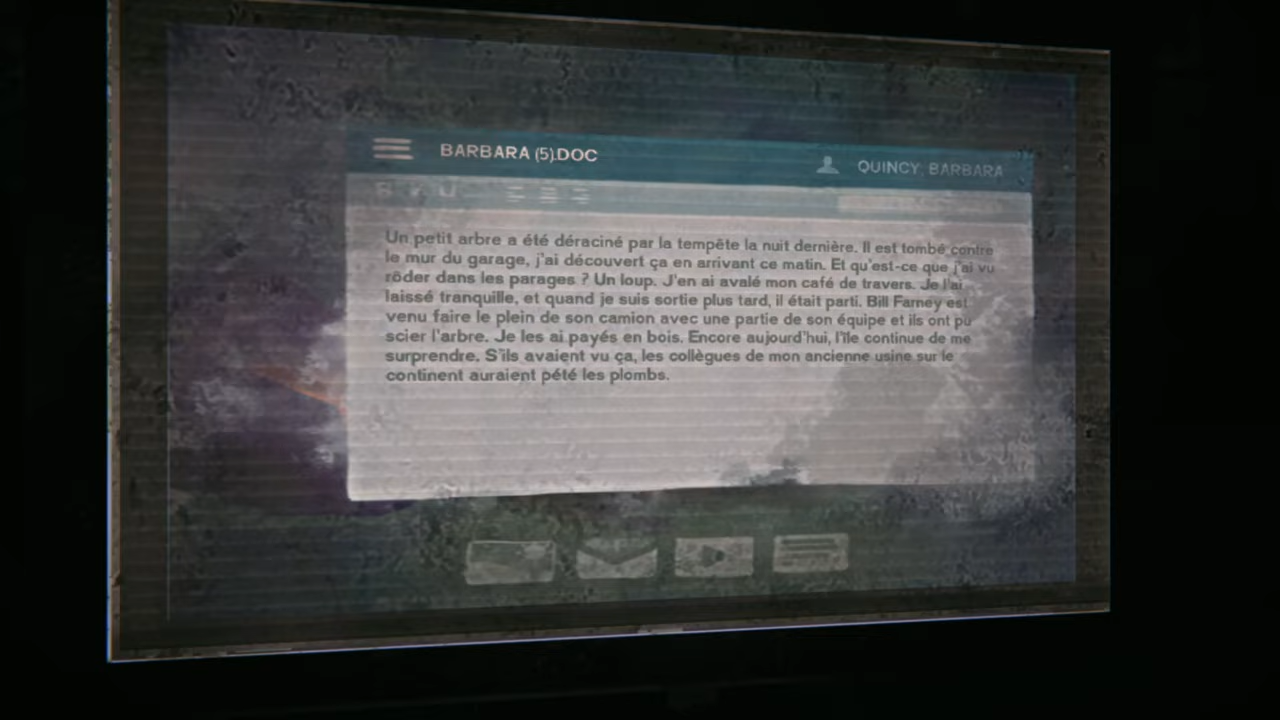 BARBARA (5).DOC
QUINCY, BARBARA
Un petit arbre a été déraciné par la tempête la nuit dernière. Il est tombé contre
le mur du garage, j'ai découvert ça en arrivant ce matin. Et qu'est-ce que j'ai vu
rôder dans les parages ? Un loup. J'en ai avalé mon café de travers. Je l'ai
laissé tranquille, et quand je suis sortie plus tard, il était parti. Bill Farney est
venu faire le plein de son camion avec une partie de son équipe et ils ont pu
scier l'arbre. Je les ai payés en bois. Encore aujourd'hui, l'île continue de me
surprendre. S'ils avaient vu ça, les collègues de mon ancienne usine sur le
continent auraient pété les plombs.